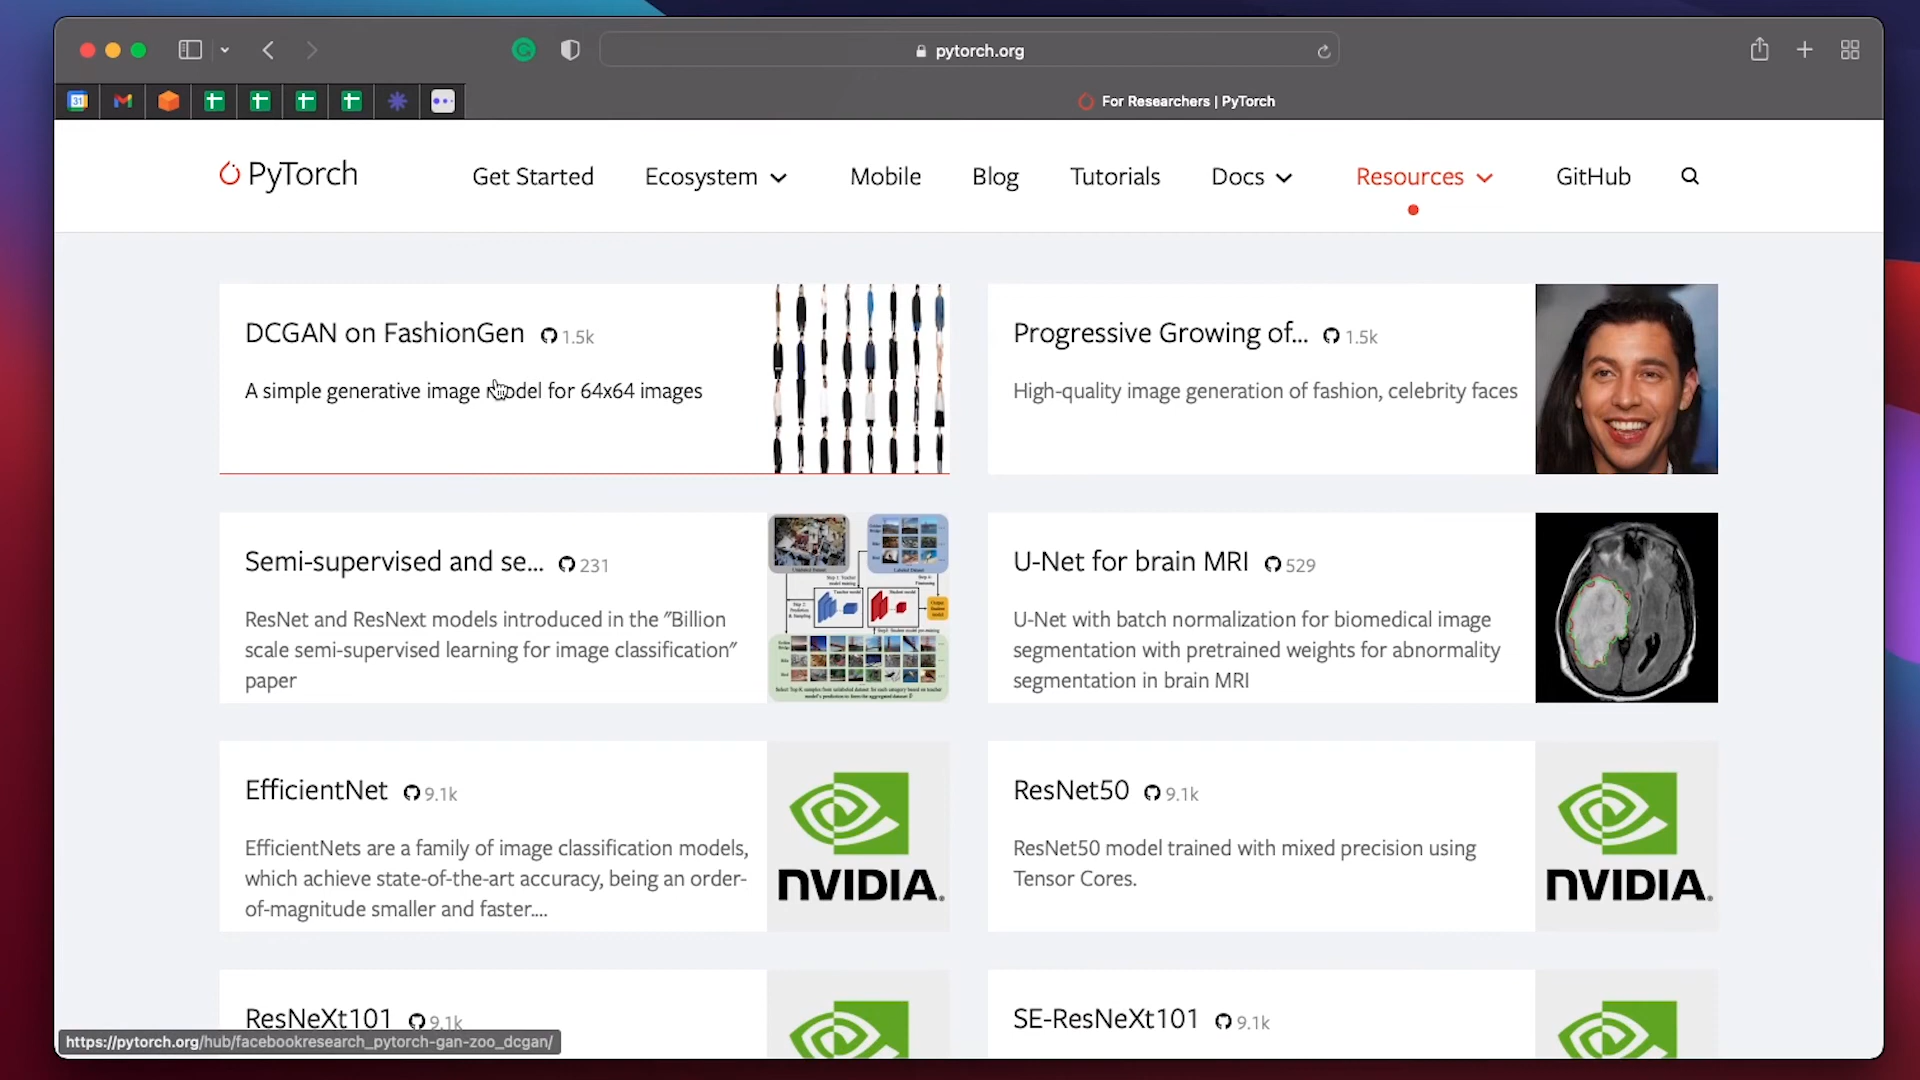 pytorch.org
31
For Researchers | PyTorch
PyTorch
Get Started
Ecosystem
Mobile
Blog
Tutorials
Docs
Resources
GitHub
DCGAN on FashionGen 1.5k
A simple generative image model for 64x64 images
Progressive Growing of... 1.5k
High-quality image generation of fashion, celebrity faces
Semi-supervised and se... 231
ResNet and ResNext models introduced in the "Billion
scale semi-supervised learning for image classification"
paper
U-Net for brain MRI 529
U-Net with batch normalization for biomedical image
segmentation with pretrained weights for abnormality
segmentation in brain MRI
EfficientNet 9.1k
EfficientNets are a family of image classification models,
which achieve state-of-the-art accuracy, being an order-
of-magnitude smaller and faster....
NVIDIA.
ResNet50 9.1k
ResNet50 model trained with mixed precision using
Tensor Cores.
NVIDIA.
ResNeXt101 9.1k
SE-ResNeXt101 9.1k
https://pytorch.org/hub/facebookresearch_pytorch-gan-zoo_dcgan/